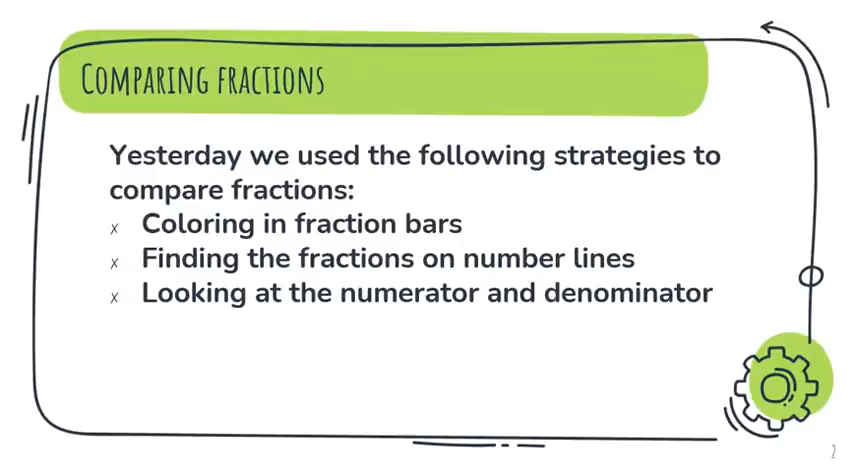 Comparing fractions
Yesterday we used the following strategies to
compare fractions:
x Coloring in fraction bars
x Finding the fractions on number lines
x Looking at the numerator and denominator
2